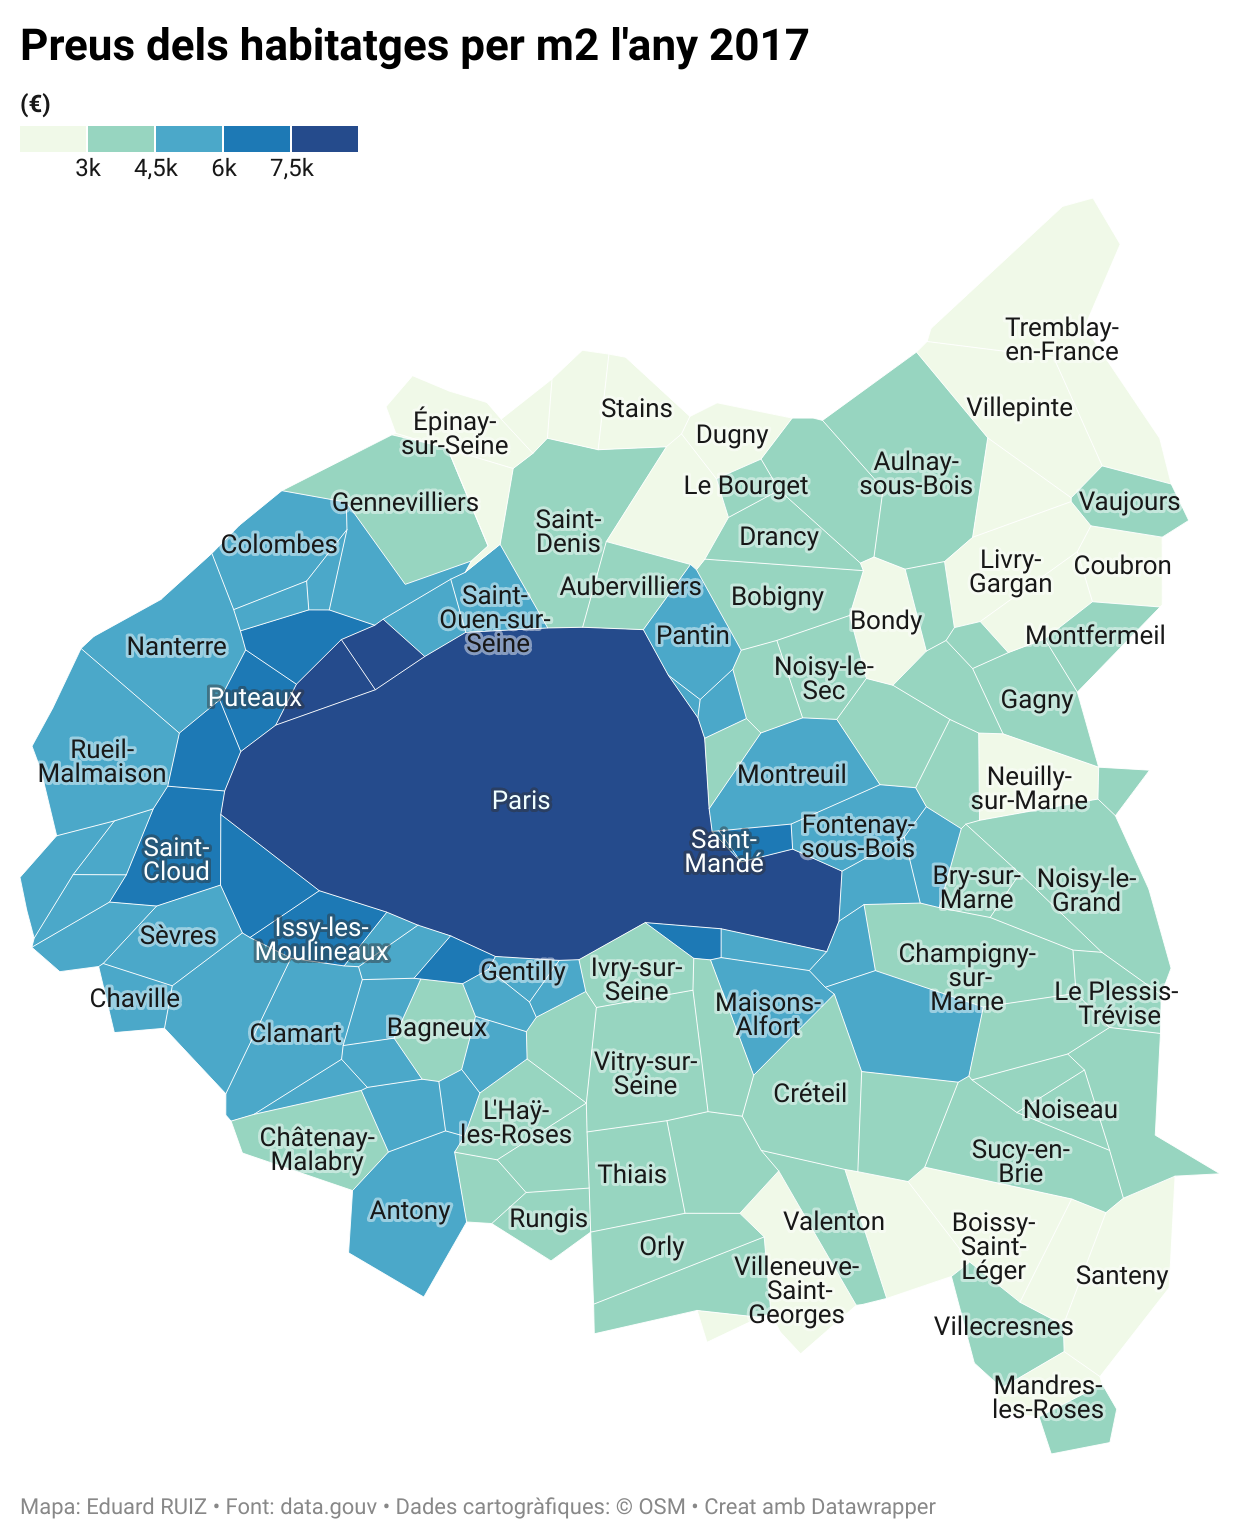 Preus dels habitatges per m2 l'any 2017
(€)
3k 4,5k 6k 7,5k
Tremblay-
en-France
Villepinte
Stains
Épinay-
sur-Seine
Dugny
Aulnay-
sous-Bois
Le Bourget
Vaujours
Gennevilliers
Saint-
Denis
Drancy
Colombes
Livry-
Gargan
Coubron
Aubervilliers
Bobigny
Saint-
Ouen-sur-
Seine
Bondy
Pantin
Montfermeil
Nanterre
Noisy-le-
Sec
Puteaux
Gagny
Rueil-
Malmaison
Montreuil
Neuilly-
sur-Marne
Paris
Fontenay-
sous-Bois
Saint-
Mandé
Saint-
Cloud
Bry-sur-
Marne
Noisy-le-
Grand
Sèvres
Issy-les-
Moulineaux
Champigny-
sur-
Marne
Gentilly
Ivry-sur-
Seine
Chaville
Le Plessis-
Trévise
Maisons-
Alfort
Clamart
Bagneux
Vitry-sur-
Seine
Créteil
Noiseau
L'Haÿ-
les-Roses
Châtenay-
Malabry
Sucy-en-
Brie
Thiais
Antony
Rungis
Valenton
Boissy-
Saint-
Léger
Orly
Villeneuve-
Saint-
Georges
Santeny
Villecresnes
Mandres-
les-Roses
Mapa: Eduard RUIZ • Font: data.gouv • Dades cartogràfiques: © OSM • Creat amb Datawrapper